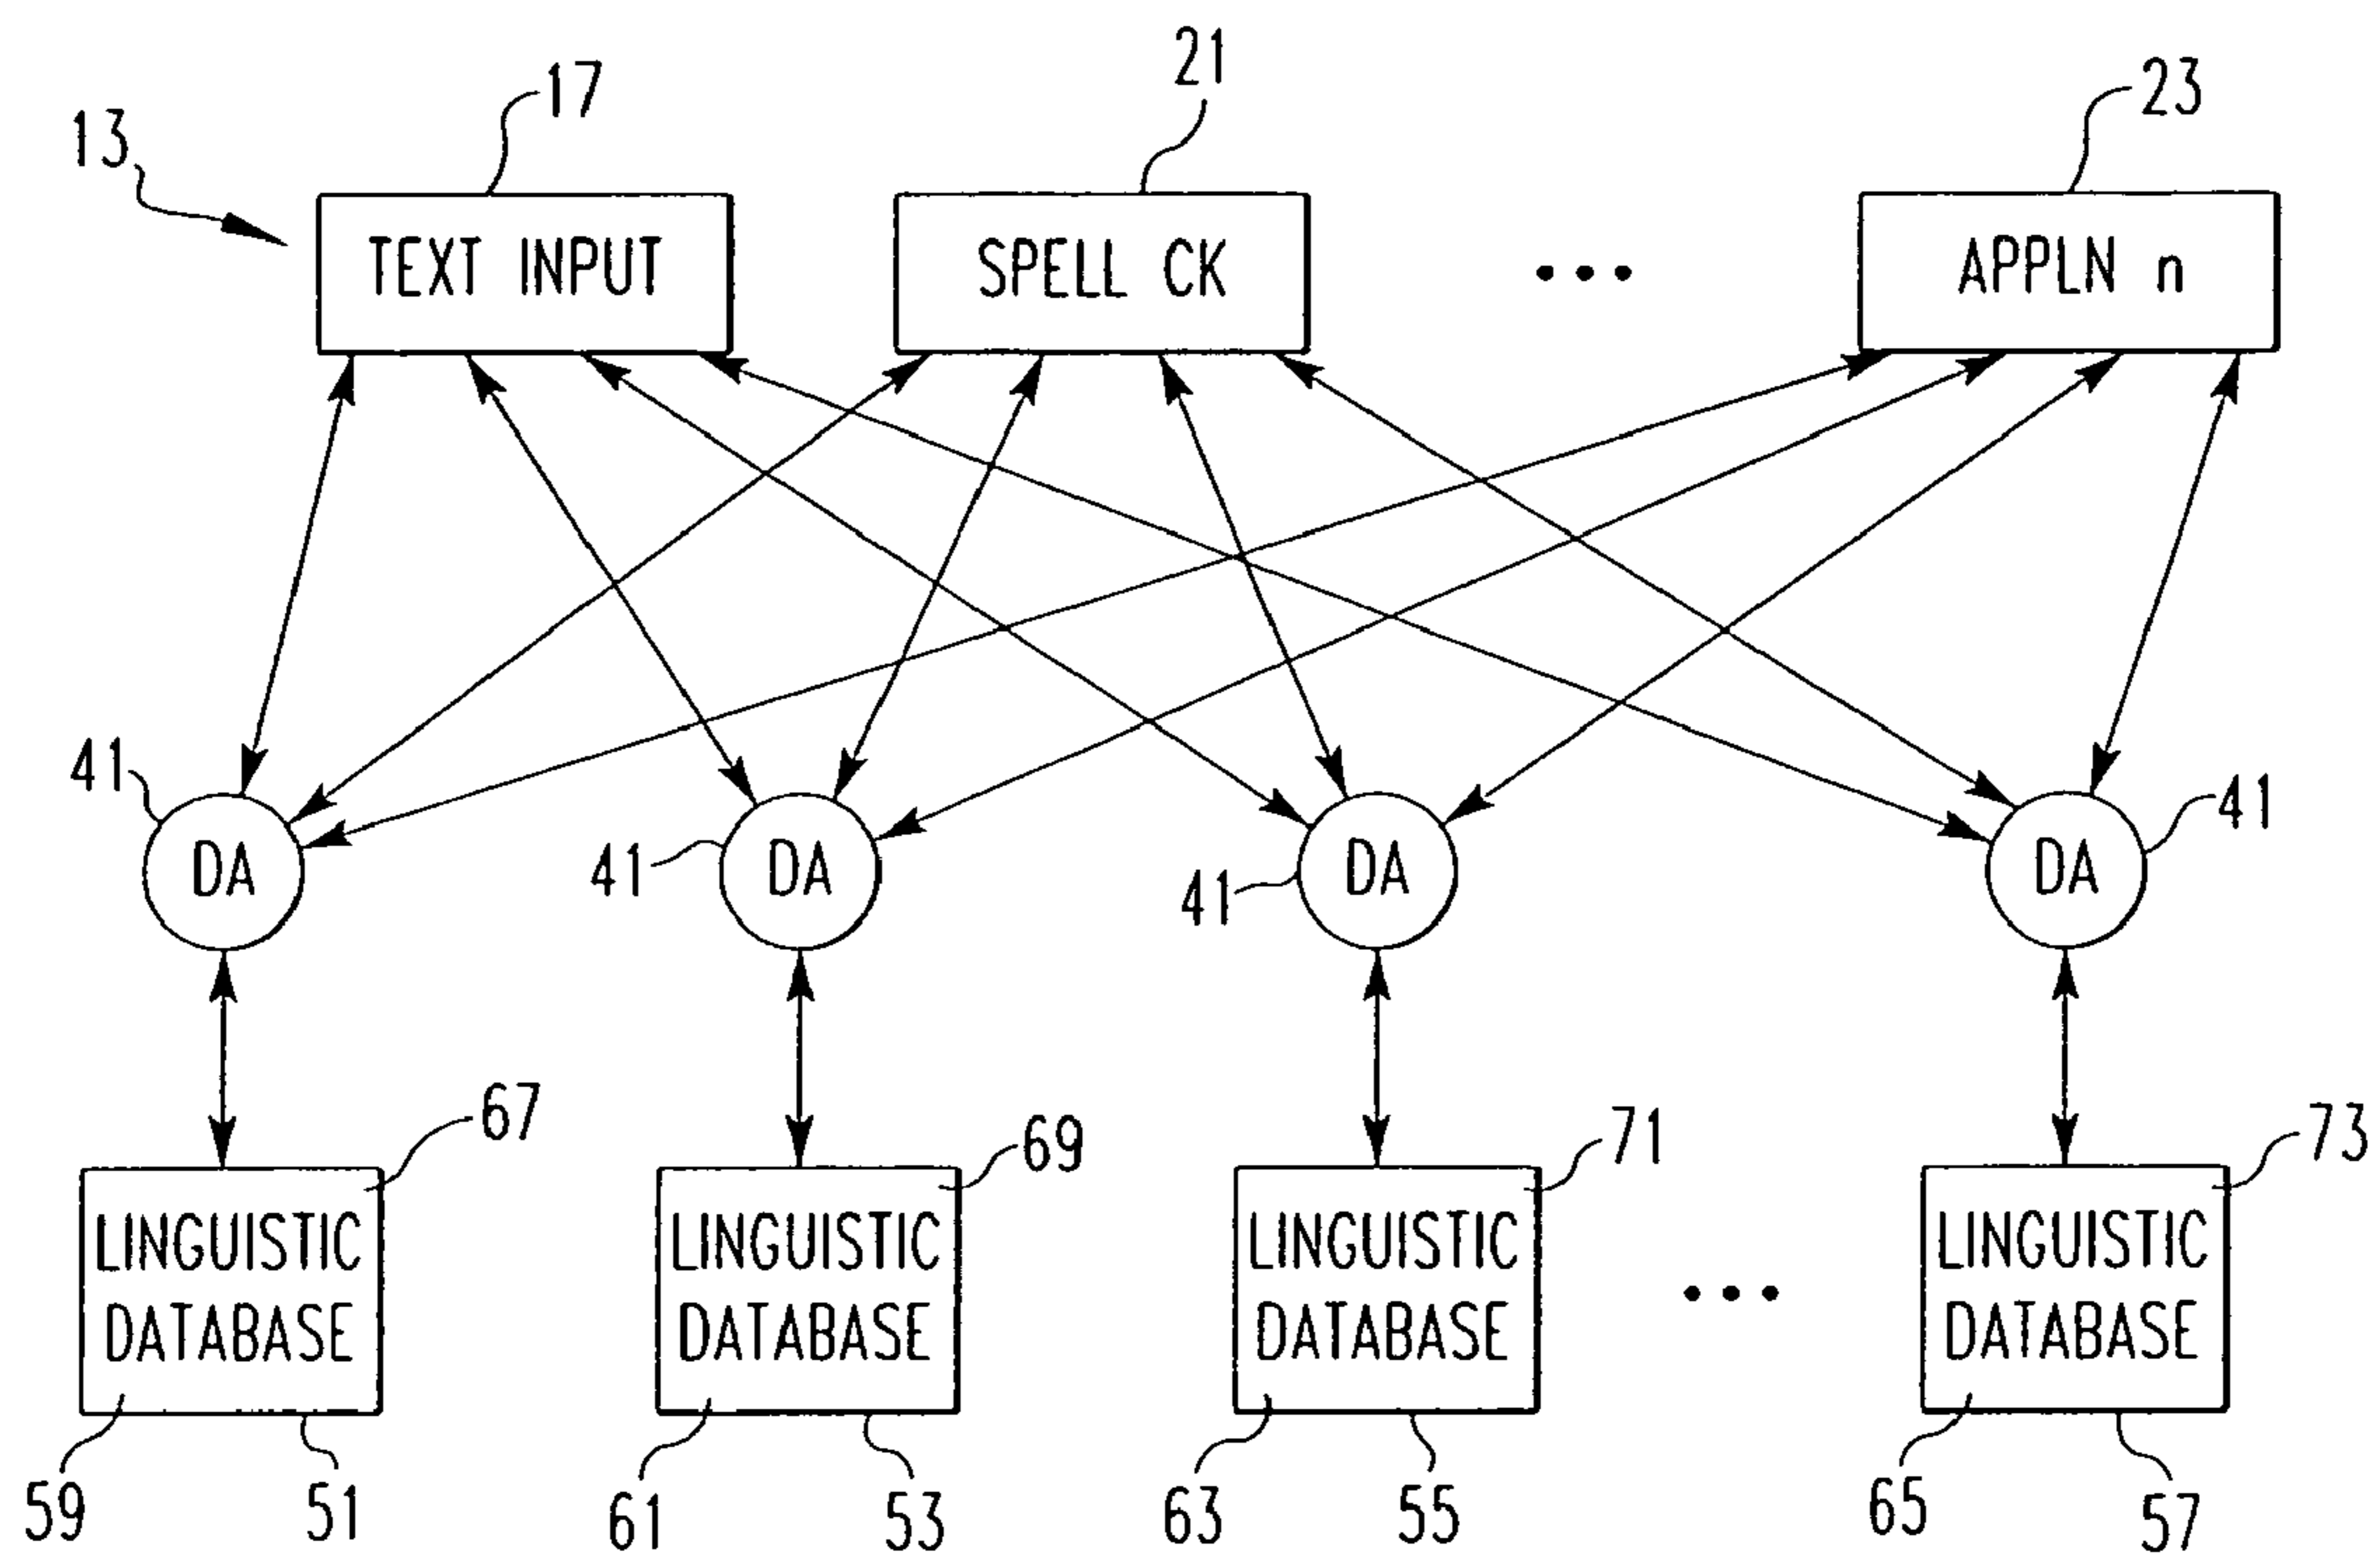 21
23
17
13
TEXT INPUT
SPELL CK
• • •
APPLN n
41
41
41
41
DA
DA
DA
DA
67
69
71
73
LINGUISTIC
DATABASE
LINGUISTIC
DATABASE
LINGUISTIC
DATABASE
• • •
LINGUISTIC
DATABASE
59
51
61
53
63
55
65
57